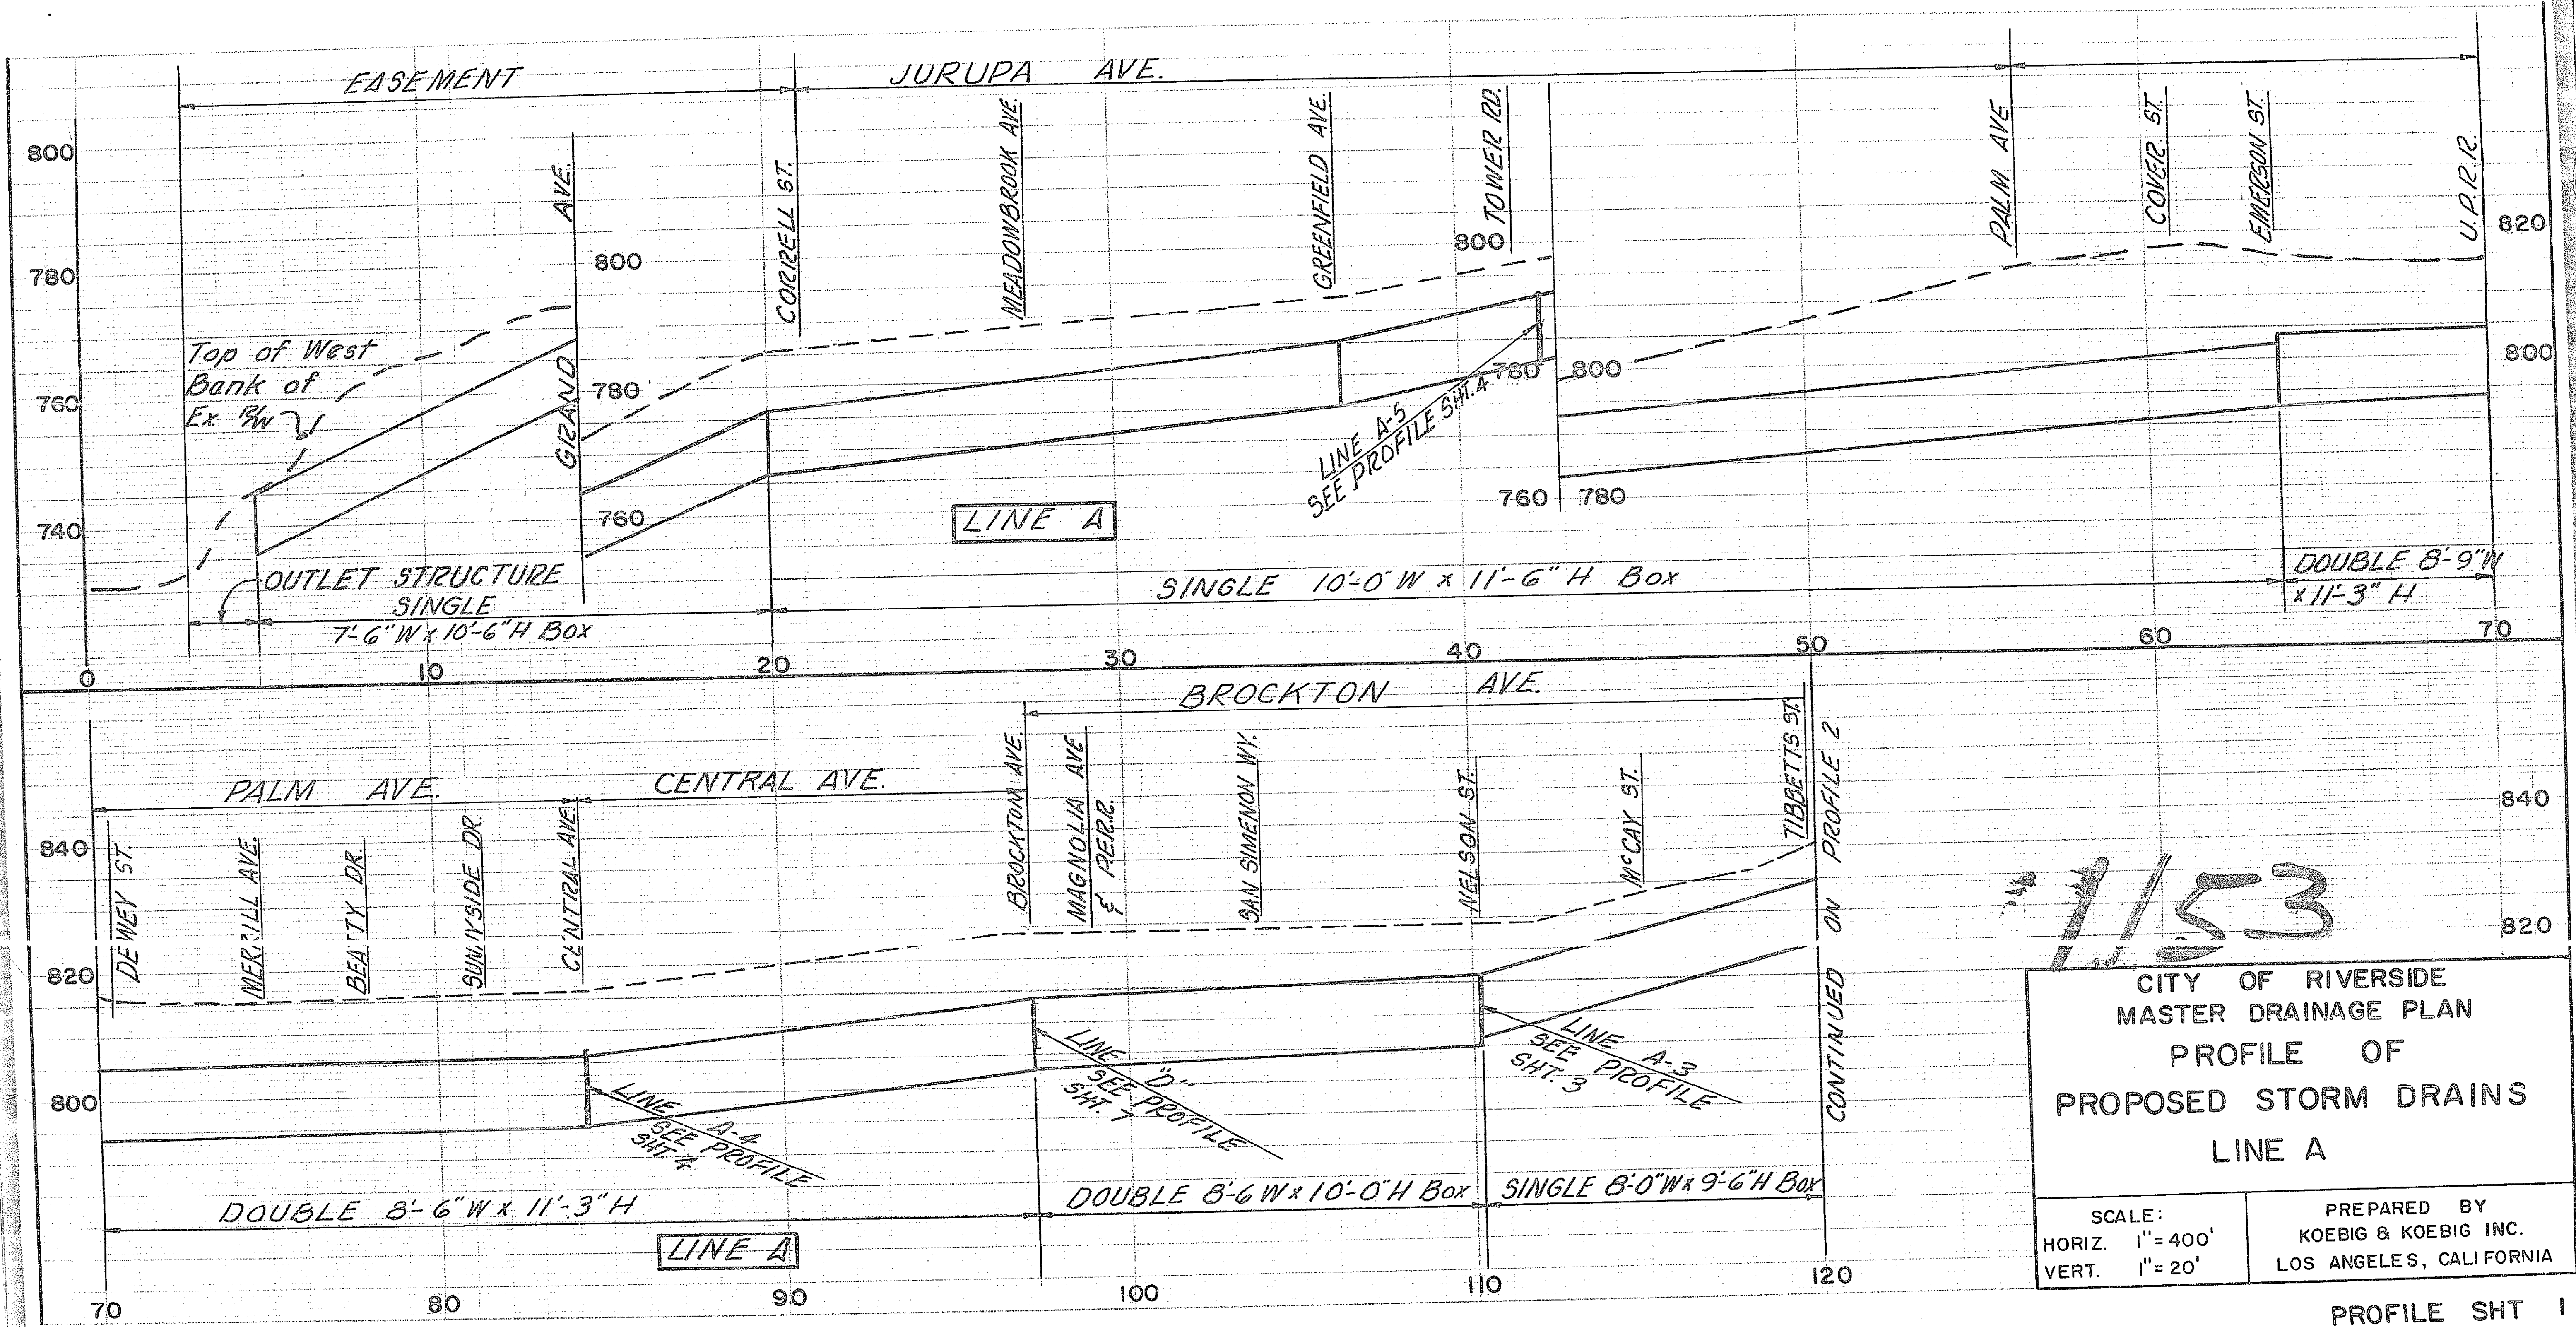 EASEMENT
JURUPA AVE.
800
780
760
740
Top of West
Bank of
Ex. R/W
GRAND AVE.
800
780
760
CORRELL ST.
MEADOWBROOK AVE.
GREENFIELD AVE.
TOWER RD.
800
780
760
800
780
PALM AVE
COVER ST.
EMERSON ST.
U.P.R.R.
820
800
LINE A-5
SEE PROFILE SHT. 4
LINE A
OUTLET STRUCTURE
SINGLE
7'-6"W x 10'-6"H Box
SINGLE 10'-0"W x 11'-6"H Box
DOUBLE 8'-9"W
x 11'-3" H
0
10
20
30
40
50
60
70
BROCKTON AVE.
PALM AVE.
CENTRAL AVE.
840
820
800
DEWEY ST.
MERRILL AVE.
BEATTY DR.
SUNNYSIDE DR.
CENTRAL AVE.
BROCKTON AVE.
MAGNOLIA AVE
& P.E.R.R.
SAN SIMENON WY.
NELSON ST.
McCAY ST.
TIBBETTS ST.
CONTINUED ON PROFILE 2
840
820
LINE A-4
SEE PROFILE
SHT. 4
LINE "D"
SEE PROFILE
SHT. 7
LINE A-3
SEE PROFILE
SHT. 3
DOUBLE 8'-6"W x 11'-3"H
DOUBLE 8'-6 W x 10'-0"H Box
SINGLE 8'-0"W x 9'-6"H Box
LINE A
70
80
90
100
110
120
1153
CITY OF RIVERSIDE
MASTER DRAINAGE PLAN
PROFILE OF
PROPOSED STORM DRAINS
LINE A
SCALE:
HORIZ. 1"=400'
VERT. 1"=20'
PREPARED BY
KOEBIG & KOEBIG INC.
LOS ANGELES, CALIFORNIA
PROFILE SHT 1